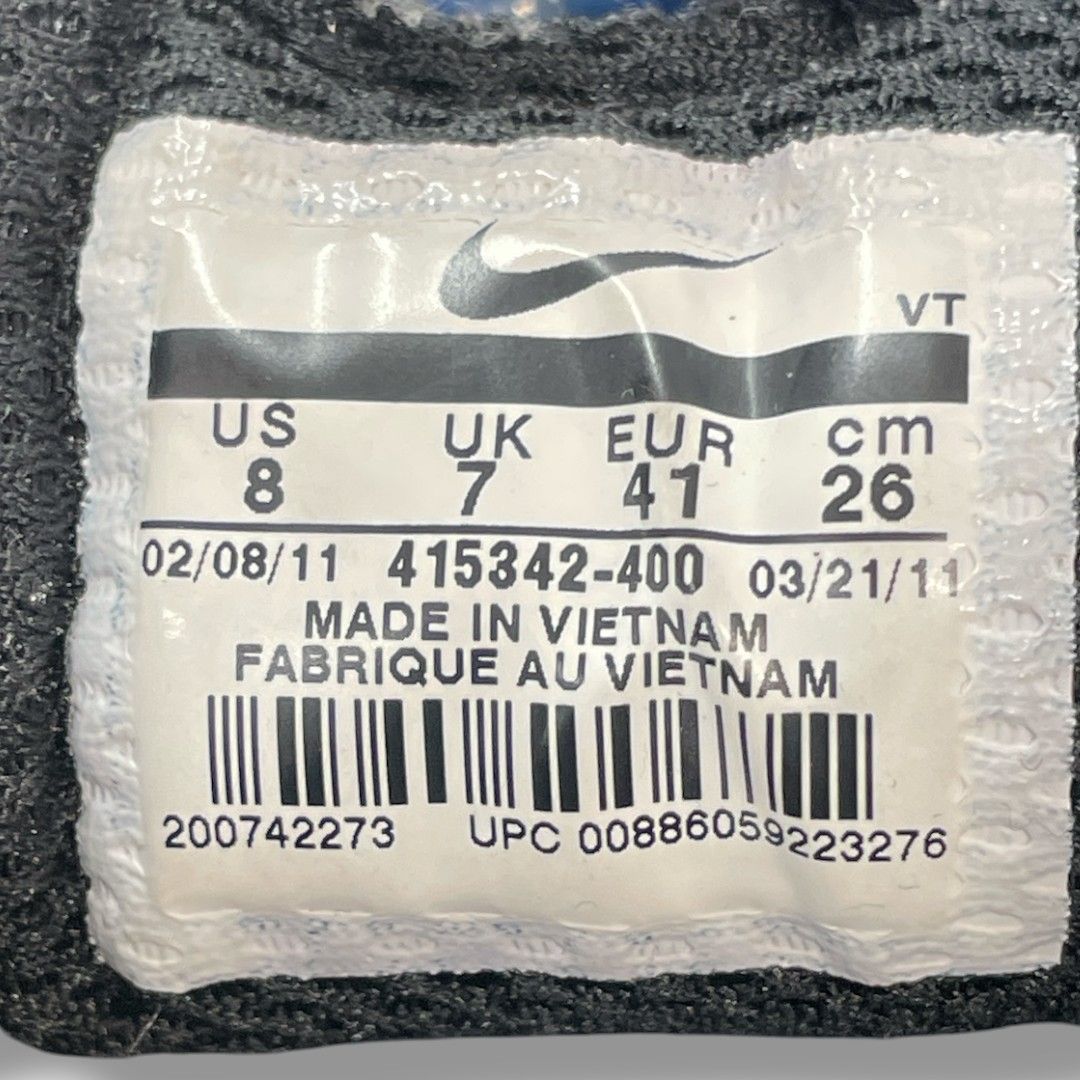 VT
US UK EUR cm
8 7 41 26
02/08/11 415342-400 03/21/11
MADE IN VIETNAM
FABRIQUE AU VIETNAM
200742273 UPC 00886059223276